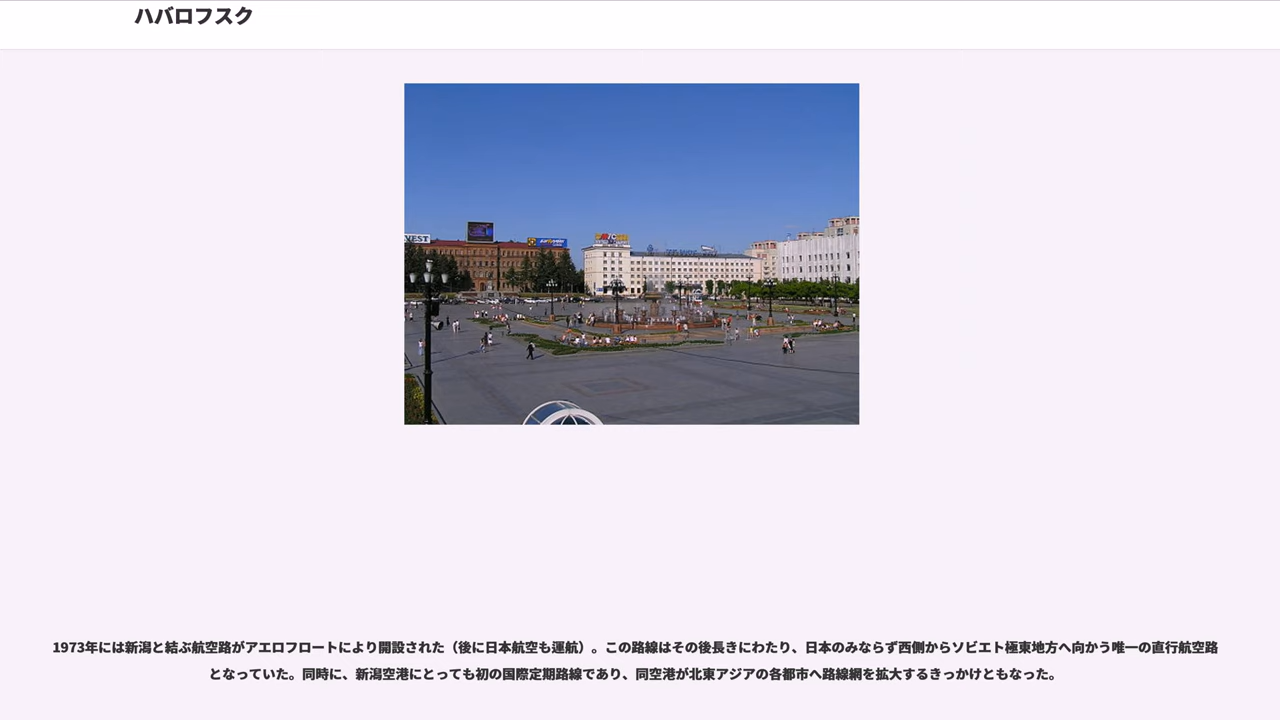 ハバロフスク
VEST
1973年には新潟と結ぶ航空路がアエロフロートにより開設された（後に日本航空も運航）。この路線はその後長きにわたり、日本のみならず西側からソビエト極東地方へ向かう唯一の直行航空路
となっていた。同時に、新潟空港にとっても初の国際定期路線であり、同空港が北東アジアの各都市へ路線網を拡大するきっかけともなった。